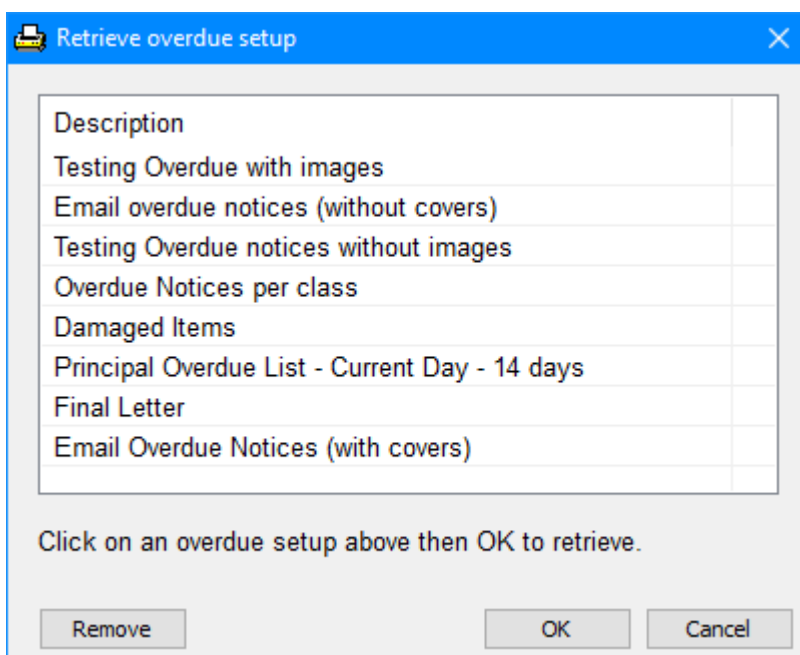 Retrieve overdue setup
Description
Testing Overdue with images
Email overdue notices (without covers)
Testing Overdue notices without images
Overdue Notices per class
Damaged Items
Principal Overdue List - Current Day - 14 days
Final Letter
Email Overdue Notices (with covers)
Click on an overdue setup above then OK to retrieve.
Remove OK Cancel